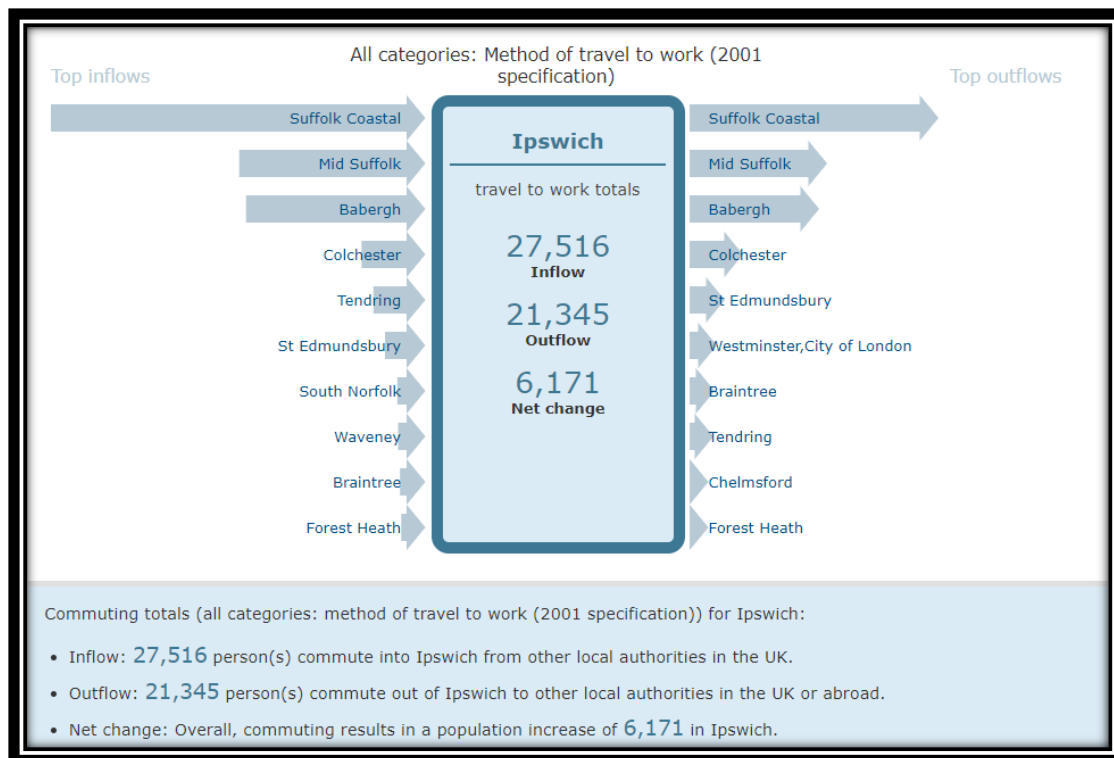 All categories: Method of travel to work (2001
specification)
Top inflows
Top outflows
Suffolk Coastal
Mid Suffolk
Babergh
Colchester
Tendring
St Edmundsbury
South Norfolk
Waveney
Braintree
Forest Heath
Ipswich
travel to work totals
27,516
Inflow
21,345
Outflow
6,171
Net change
Suffolk Coastal
Mid Suffolk
Babergh
Colchester
St Edmundsbury
Westminster,City of London
Braintree
Tendring
Chelmsford
Forest Heath
Commuting totals (all categories: method of travel to work (2001 specification)) for Ipswich:
• Inflow: 27,516 person(s) commute into Ipswich from other local authorities in the UK.
• Outflow: 21,345 person(s) commute out of Ipswich to other local authorities in the UK or abroad.
• Net change: Overall, commuting results in a population increase of 6,171 in Ipswich.